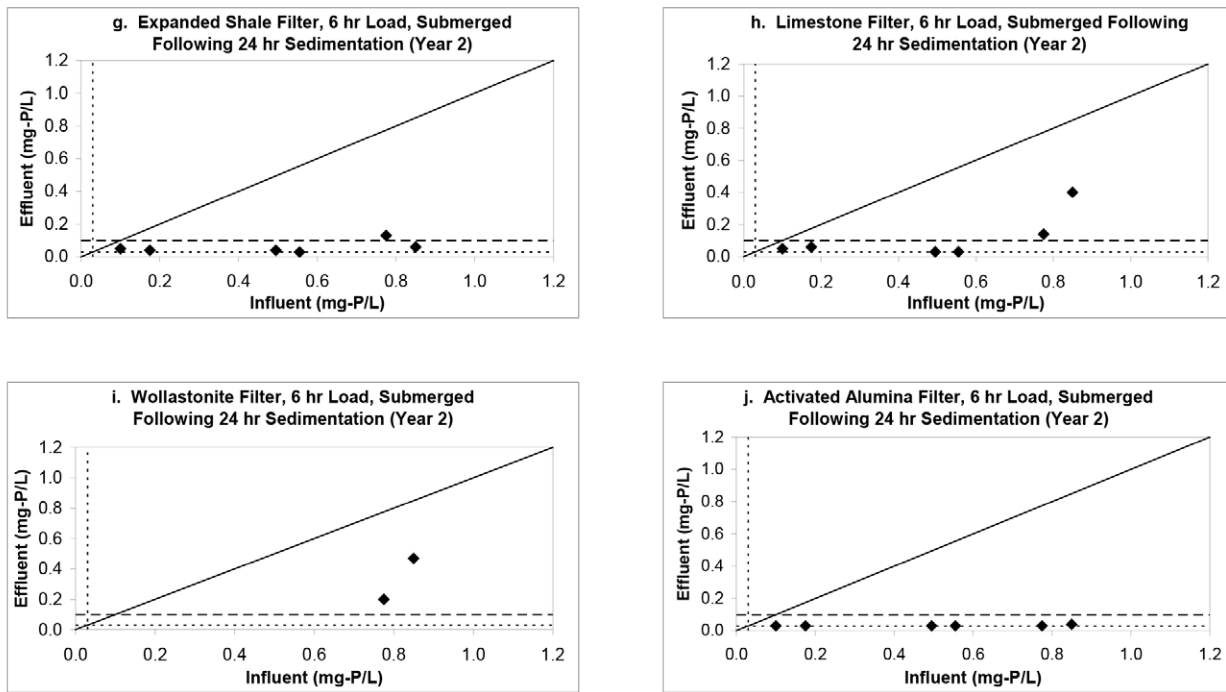 g. Expanded Shale Filter, 6 hr Load, Submerged
Following 24 hr Sedimentation (Year 2)
1.2
1.0
0.8
0.6
0.4
0.2
0.0
Effluent (mg-P/L)
0.0 0.2 0.4 0.6 0.8 1.0 1.2
Influent (mg-P/L)
h. Limestone Filter, 6 hr Load, Submerged Following
24 hr Sedimentation (Year 2)
1.2
1.0
0.8
0.6
0.4
0.2
0.0
Effluent (mg-P/L)
0.0 0.2 0.4 0.6 0.8 1.0 1.2
Influent (mg-P/L)
i. Wollastonite Filter, 6 hr Load, Submerged
Following 24 hr Sedimentation (Year 2)
1.2
1.0
0.8
0.6
0.4
0.2
0.0
Effluent (mg-P/L)
0.0 0.2 0.4 0.6 0.8 1.0 1.2
Influent (mg-P/L)
j. Activated Alumina Filter, 6 hr Load, Submerged
Following 24 hr Sedimentation (Year 2)
1.2
1.0
0.8
0.6
0.4
0.2
0.0
Effluent (mg-P/L)
0.0 0.2 0.4 0.6 0.8 1.0 1.2
Influent (mg-P/L)